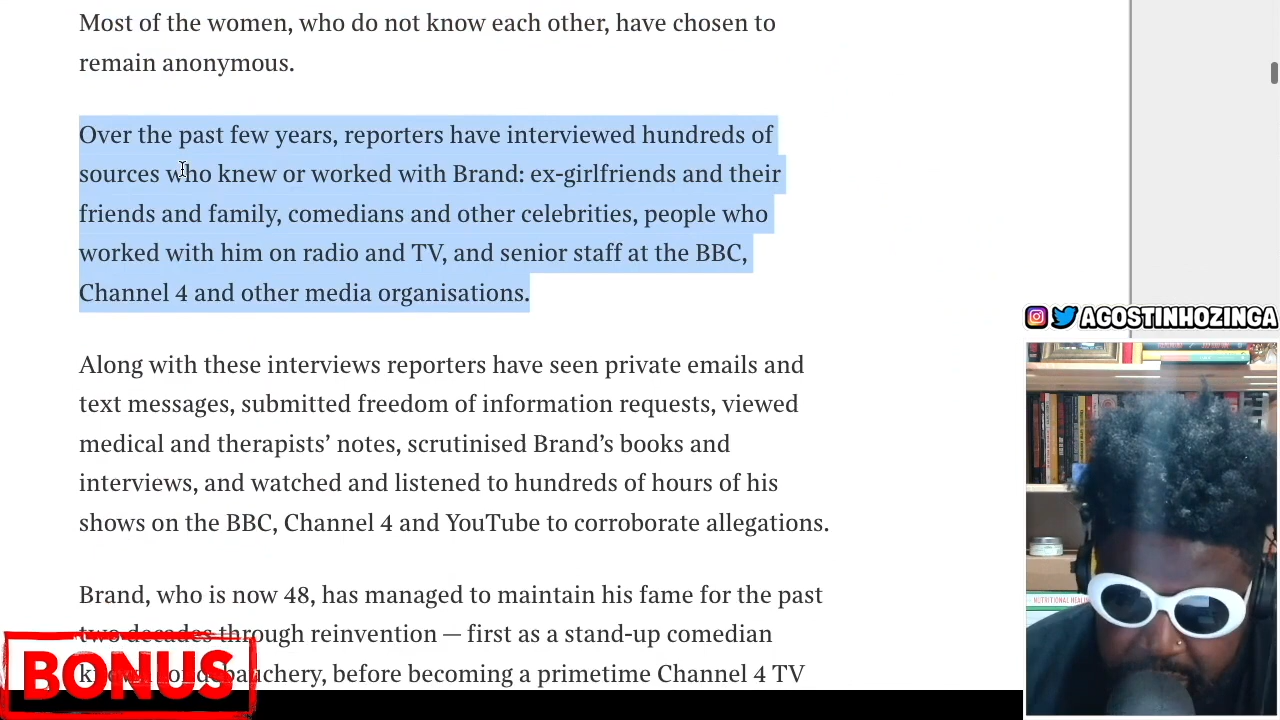 Most of the women, who do not know each other, have chosen to
remain anonymous.
Over the past few years, reporters have interviewed hundreds of
sources who knew or worked with Brand: ex-girlfriends and their
friends and family, comedians and other celebrities, people who
worked with him on radio and TV, and senior staff at the BBC,
Channel 4 and other media organisations.
AGOSTINHOZINGA
Along with these interviews reporters have seen private emails and
text messages, submitted freedom of information requests, viewed
medical and therapists’ notes, scrutinised Brand’s books and
interviews, and watched and listened to hundreds of hours of his
shows on the BBC, Channel 4 and YouTube to corroborate allegations.
Brand, who is now 48, has managed to maintain his fame for the past
two decades through reinvention — first as a stand-up comedian
known for debauchery, before becoming a primetime Channel 4 TV
BONUS